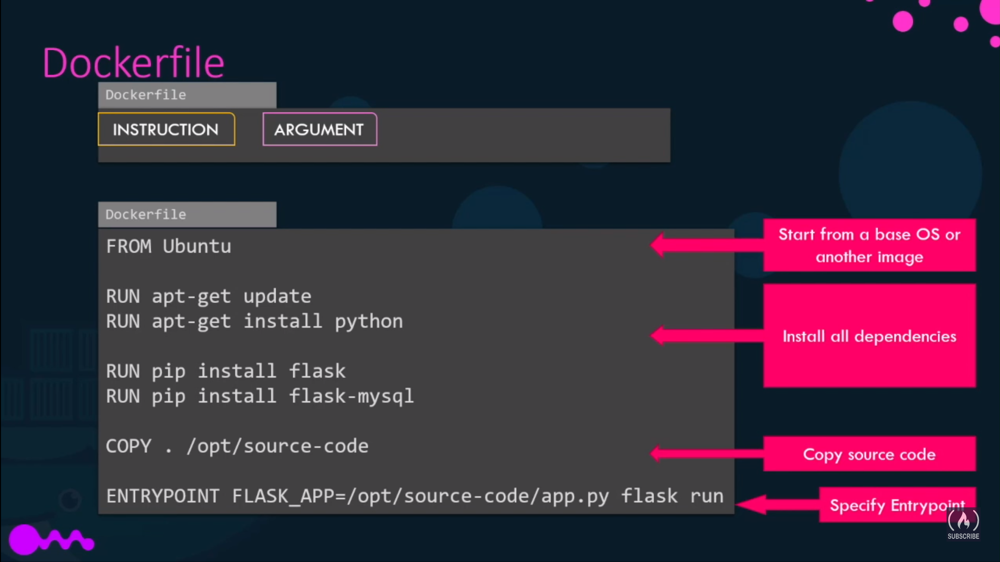 Dockerfile
Dockerfile
INSTRUCTION ARGUMENT
Dockerfile
FROM Ubuntu
RUN apt-get update
RUN apt-get install python
RUN pip install flask
RUN pip install flask-mysql
COPY . /opt/source-code
ENTRYPOINT FLASK_APP=/opt/source-code/app.py flask run
Start from a base OS or
another image
Install all dependencies
Copy source code
Specify Entrypoint
SUBSCRIBE